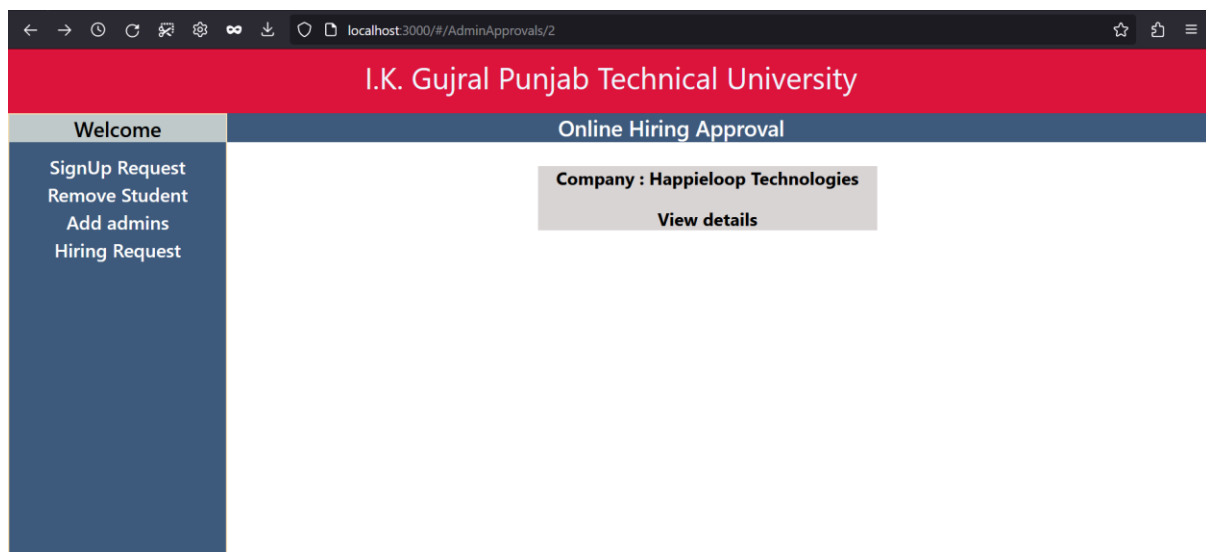 localhost:3000/#/AdminApprovals/2
I.K. Gujral Punjab Technical University
Welcome
Online Hiring Approval
SignUp Request
Remove Student
Add admins
Hiring Request
Company : Happieloop Technologies
View details